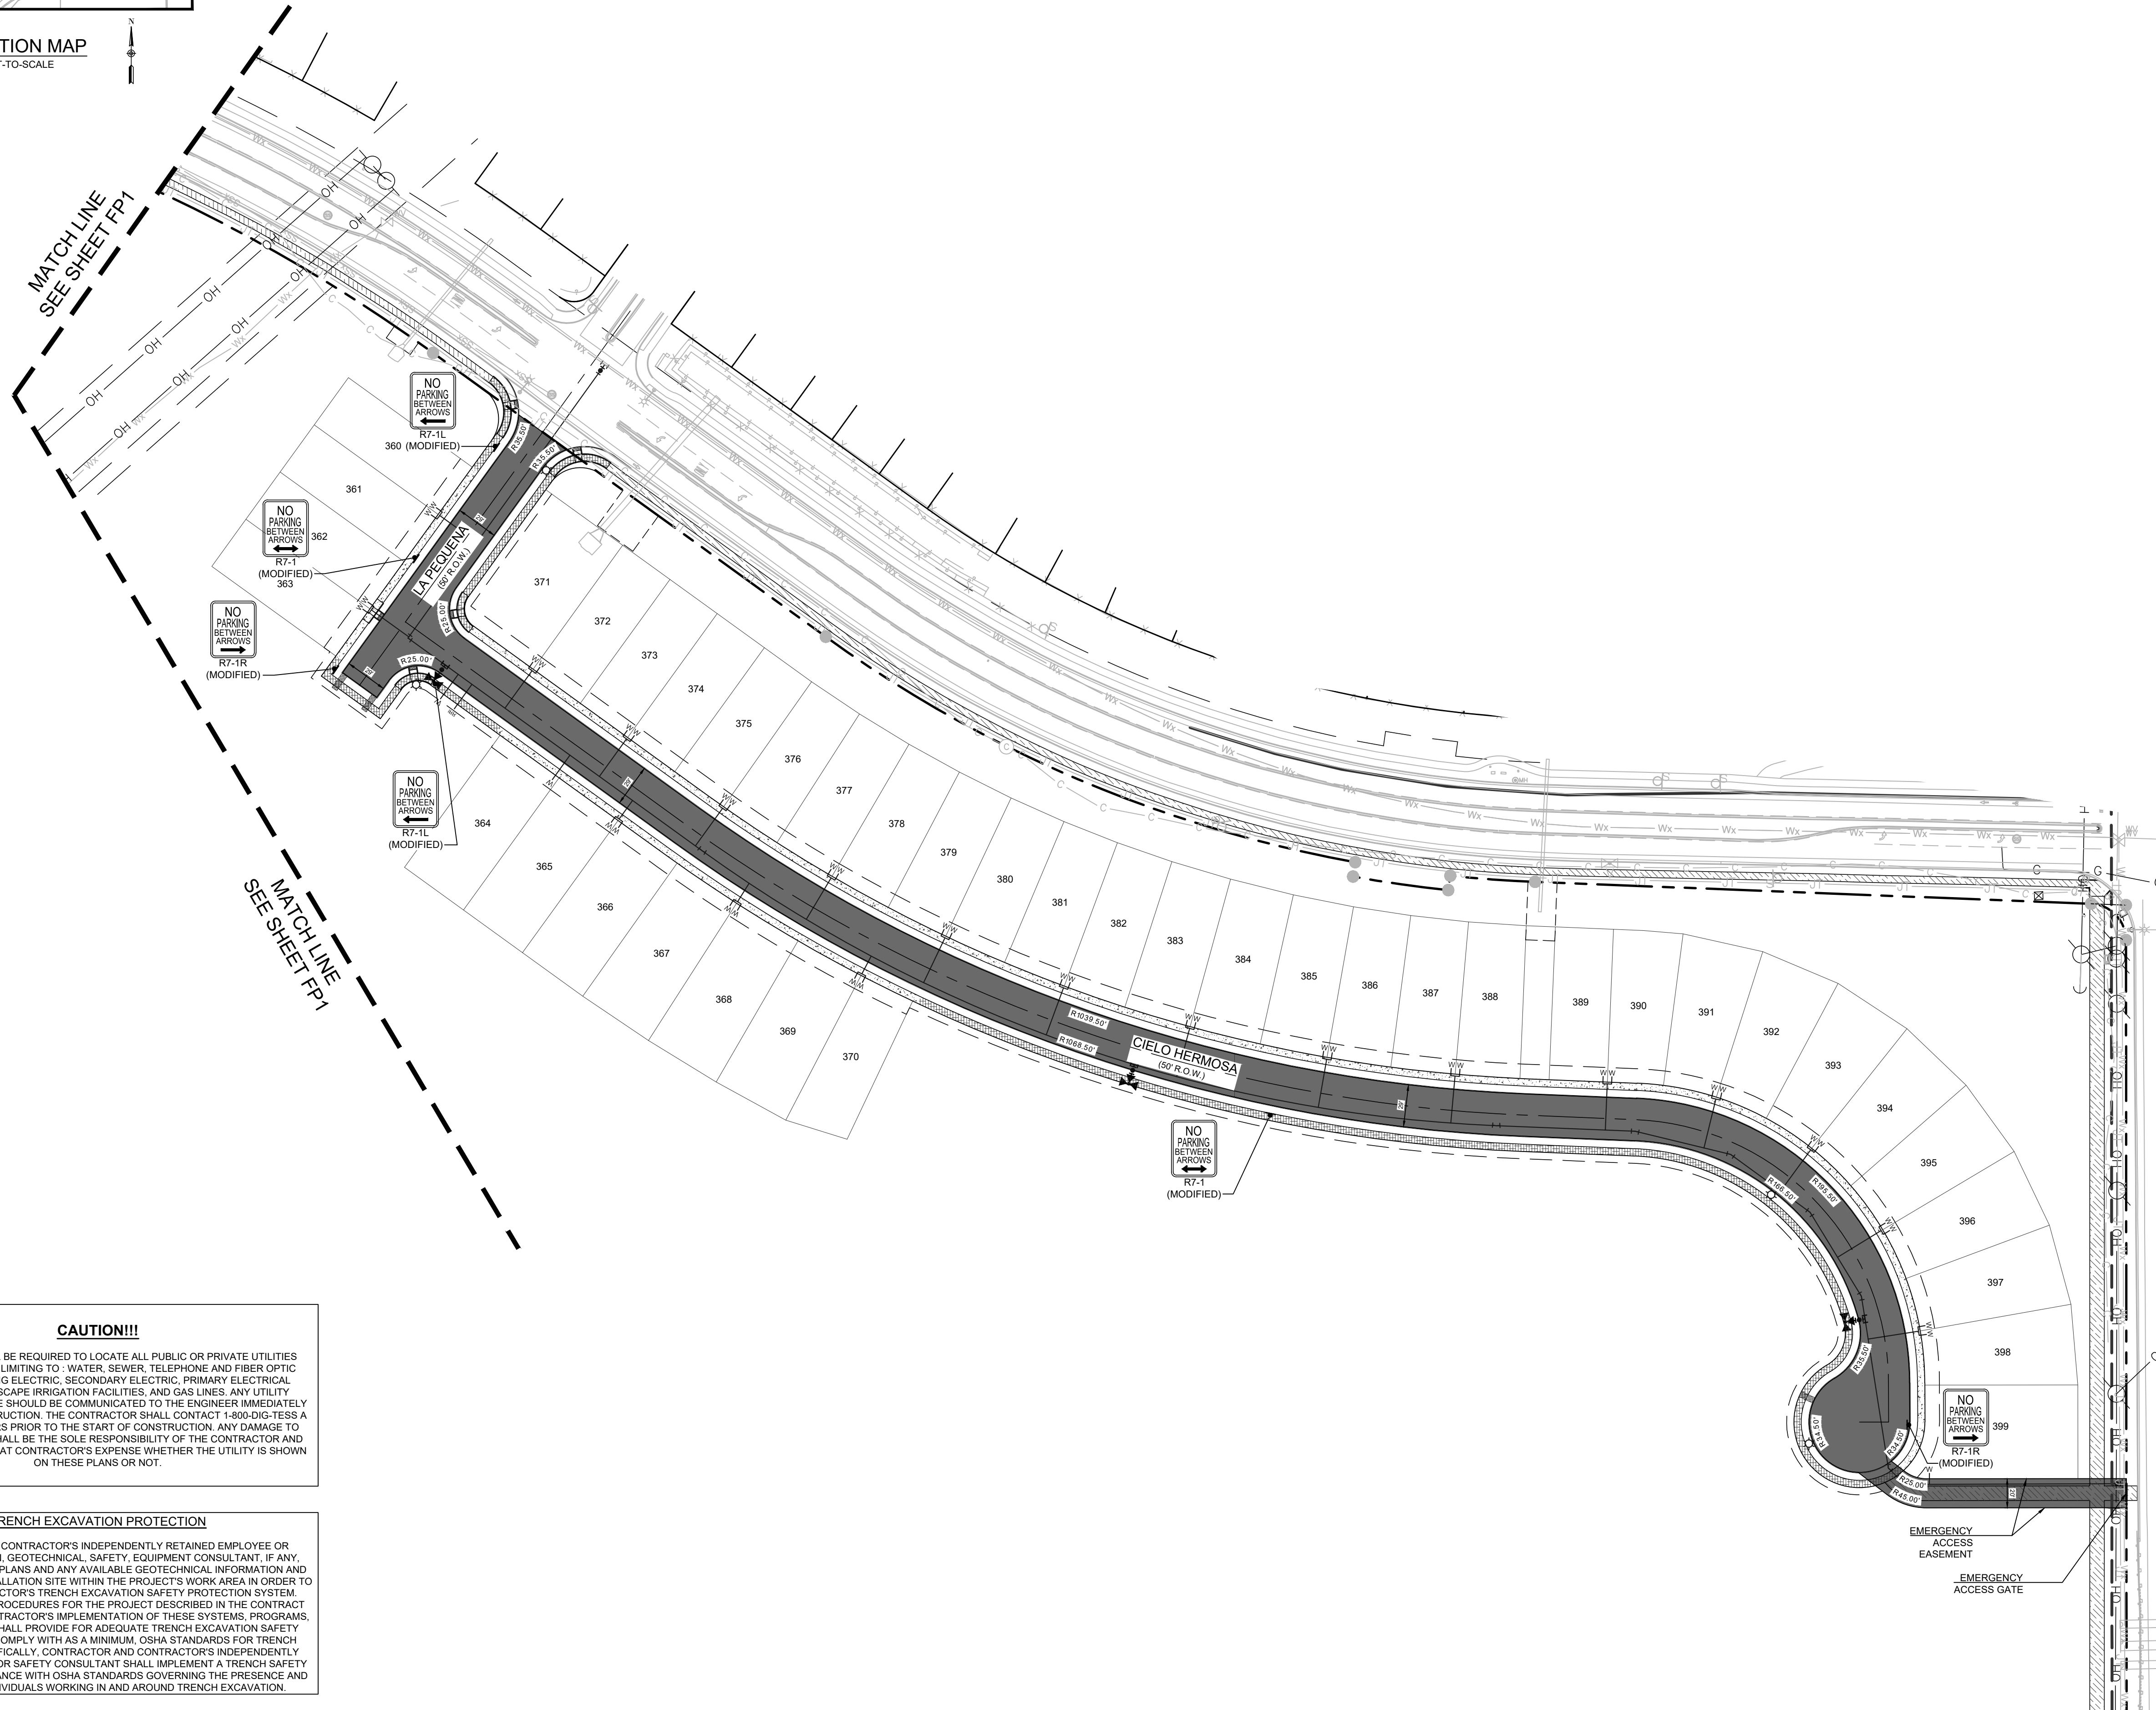 TION MAP
T-TO-SCALE
N
MATCH LINE
SEE SHEET FP1
NO
PARKING
BETWEEN
ARROWS
R7-1L
360 (MODIFIED)
361
NO
PARKING
BETWEEN
ARROWS
362
R7-1
(MODIFIED)
363
NO
PARKING
BETWEEN
ARROWS
R7-1R
(MODIFIED)
LA PEQUENA
(50' R.O.W.)
R35.50'
R35.50'
29'
R25.00'
R25.00'
29'
NO
PARKING
BETWEEN
ARROWS
R7-1L
(MODIFIED)
364
365
366
367
368
369
370
371
372
373
374
375
376
377
378
379
380
381
382
383
384
385
386
387
388
389
390
391
392
393
394
395
396
397
398
399
29'
R1039.50'
R1068.50'
CIELO HERMOSA
(50' R.O.W.)
29'
NO
PARKING
BETWEEN
ARROWS
R7-1
(MODIFIED)
R166.50'
R195.50'
R35.50'
R34.50'
R34.50'
NO
PARKING
BETWEEN
ARROWS
R7-1R
(MODIFIED)
R25.00'
R45.00'
20'
EMERGENCY
ACCESS
EASEMENT
EMERGENCY
ACCESS GATE
MATCH LINE
SEE SHEET FP1
CAUTION!!!
BE REQUIRED TO LOCATE ALL PUBLIC OR PRIVATE UTILITIES
LIMITING TO : WATER, SEWER, TELEPHONE AND FIBER OPTIC
G ELECTRIC, SECONDARY ELECTRIC, PRIMARY ELECTRICAL
SCAPE IRRIGATION FACILITIES, AND GAS LINES. ANY UTILITY
E SHOULD BE COMMUNICATED TO THE ENGINEER IMMEDIATELY
RUCTION. THE CONTRACTOR SHALL CONTACT 1-800-DIG-TESS A
RS PRIOR TO THE START OF CONSTRUCTION. ANY DAMAGE TO
HALL BE THE SOLE RESPONSIBILITY OF THE CONTRACTOR AND
AT CONTRACTOR'S EXPENSE WHETHER THE UTILITY IS SHOWN
ON THESE PLANS OR NOT.
RENCH EXCAVATION PROTECTION
CONTRACTOR'S INDEPENDENTLY RETAINED EMPLOYEE OR
, GEOTECHNICAL, SAFETY, EQUIPMENT CONSULTANT, IF ANY,
PLANS AND ANY AVAILABLE GEOTECHNICAL INFORMATION AND
ALLATION SITE WITHIN THE PROJECT'S WORK AREA IN ORDER TO
CTOR'S TRENCH EXCAVATION SAFETY PROTECTION SYSTEM.
ROCEDURES FOR THE PROJECT DESCRIBED IN THE CONTRACT
TRACTOR'S IMPLEMENTATION OF THESE SYSTEMS, PROGRAMS,
HALL PROVIDE FOR ADEQUATE TRENCH EXCAVATION SAFETY
OMPLY WITH AS A MINIMUM, OSHA STANDARDS FOR TRENCH
FICALLY, CONTRACTOR AND CONTRACTOR'S INDEPENDENTLY
OR SAFETY CONSULTANT SHALL IMPLEMENT A TRENCH SAFETY
ANCE WITH OSHA STANDARDS GOVERNING THE PRESENCE AND
IVIDUALS WORKING IN AND AROUND TRENCH EXCAVATION.